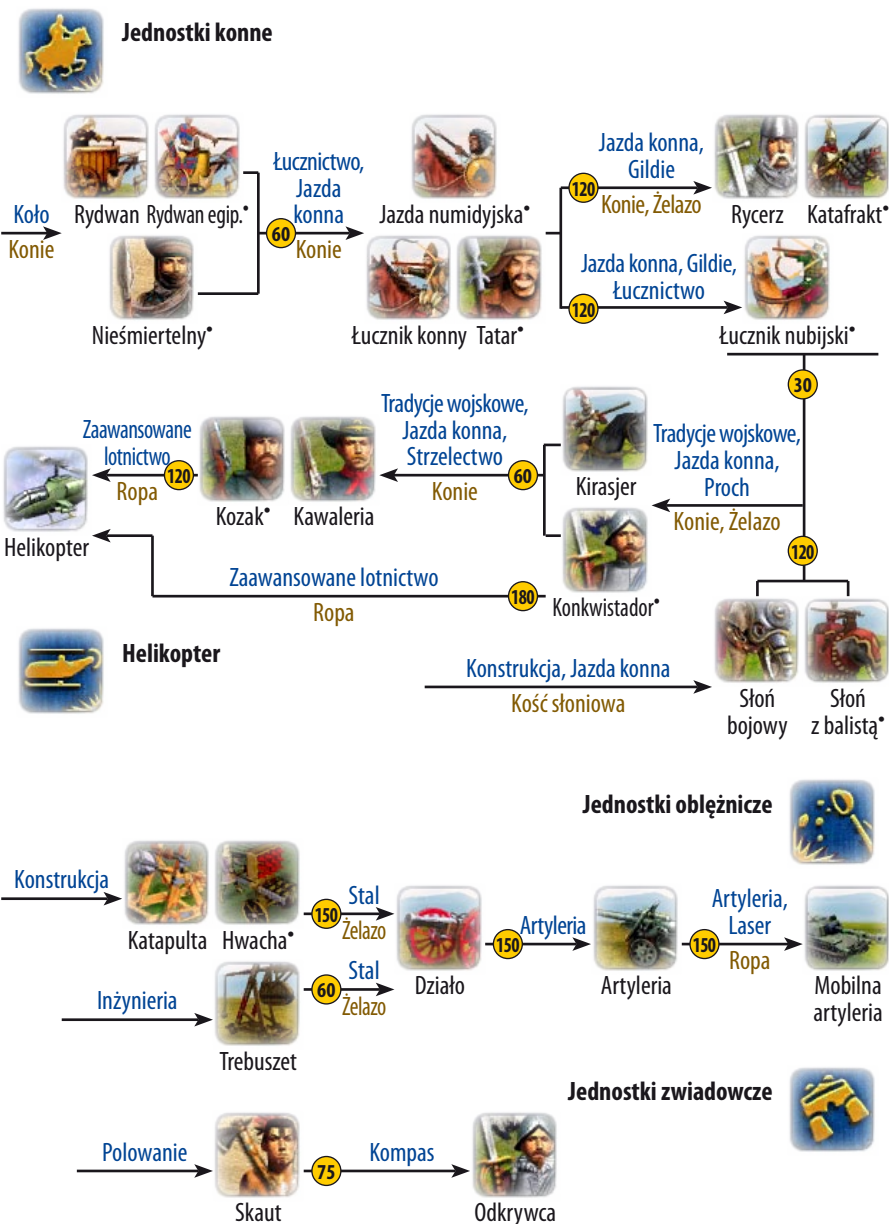 Jednostki konne
Koło
Konie
Rydwan
Rydwan egip.•
Nieśmiertelny•
Łucznictwo,
Jazda
konna
60
Konie
Jazda numidyjska•
Łucznik konny
Tatar•
Jazda konna,
Gildie
120
Konie, Żelazo
Rycerz
Katafrakt•
Jazda konna, Gildie,
Łucznictwo
120
Łucznik nubijski•
30
Tradycje wojskowe,
Jazda konna,
Proch
Konie, Żelazo
120
Kirasjer
Konkwistador•
Tradycje wojskowe,
Jazda konna,
Strzelectwo
60
Konie
Kozak•
Kawaleria
Zaawansowane
lotnictwo
120
Ropa
Helikopter
Zaawansowane lotnictwo
180
Ropa
Helikopter
Konstrukcja, Jazda konna
Kość słoniowa
Słoń
bojowy
Słoń
z balistą•
Jednostki oblężnicze
Konstrukcja
Katapulta
Hwacha•
150
Stal
Żelazo
Inżynieria
Trebuszet
60
Stal
Żelazo
Działo
150
Artyleria
Artyleria
150
Artyleria,
Laser
Ropa
Mobilna
artyleria
Jednostki zwiadowcze
Polowanie
Skaut
75
Kompas
Odkrywca